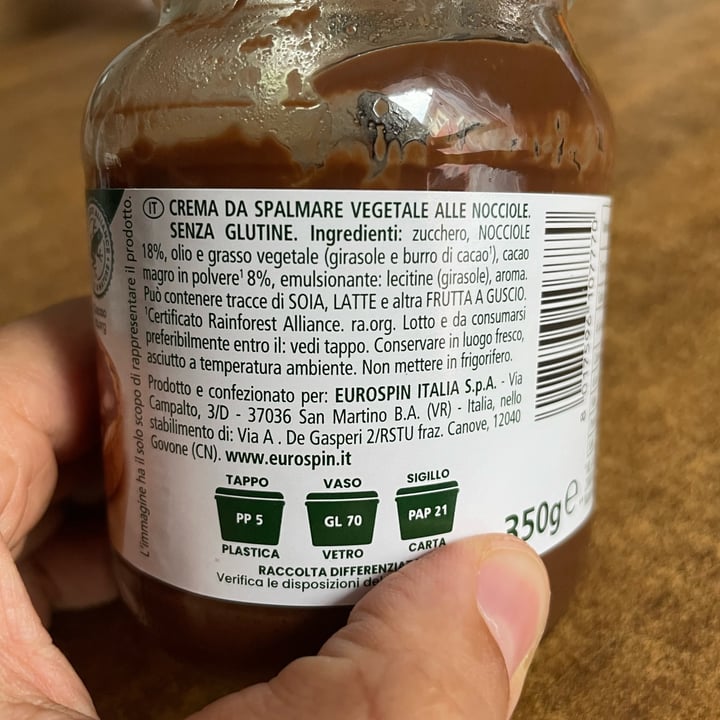 IT CREMA DA SPALMARE VEGETALE ALLE NOCCIOLE.
SENZA GLUTINE. Ingredienti: zucchero, NOCCIOLE
18%, olio e grasso vegetale (girasole e burro di cacao¹), cacao
magro in polvere¹ 8%, emulsionante: lecitine (girasole), aroma.
Può contenere tracce di SOIA, LATTE e altra FRUTTA A GUSCIO.
¹Certificato Rainforest Alliance. ra.org. Lotto e da consumarsi
preferibilmente entro il: vedi tappo. Conservare in luogo fresco,
asciutto a temperatura ambiente. Non mettere in frigorifero.
Prodotto e confezionato per: EUROSPIN ITALIA S.p.A. - Via
Campalto, 3/D - 37036 San Martino B.A. (VR) - Italia, nello
stabilimento di: Via A . De Gasperi 2/RSTU fraz. Canove, 12040
Govone (CN). www.eurospin.it
TAPPO VASO SIGILLO
PP 5 GL 70 PAP 21
PLASTICA VETRO CARTA
RACCOLTA DIFFERENZIA
Verifica le disposizioni del
350g e
L'immagine ha il solo scopo di rappresentare il prodotto.